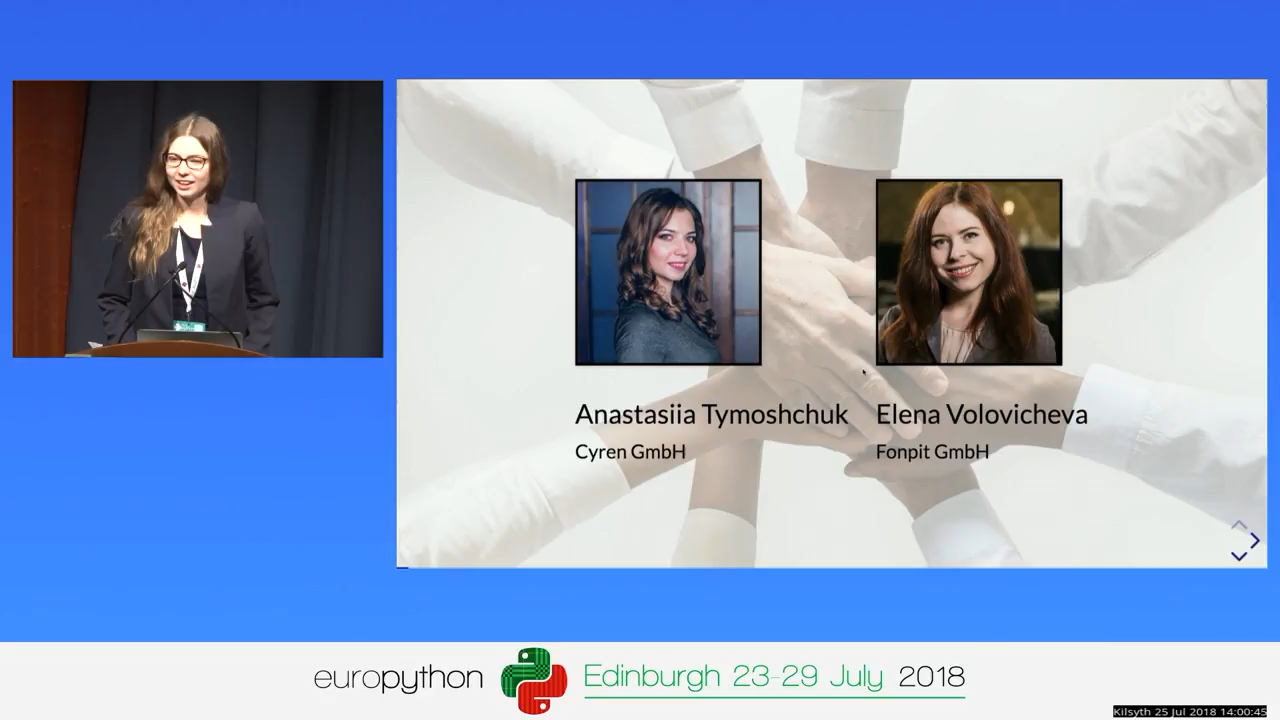 Anastasiia Tymoshchuk
Cyren GmbH
Elena Volovicheva
Fonpit GmbH
europython
Edinburgh 23-29 July 2018
Kilsyth 25 Jul 2018 14:00:45